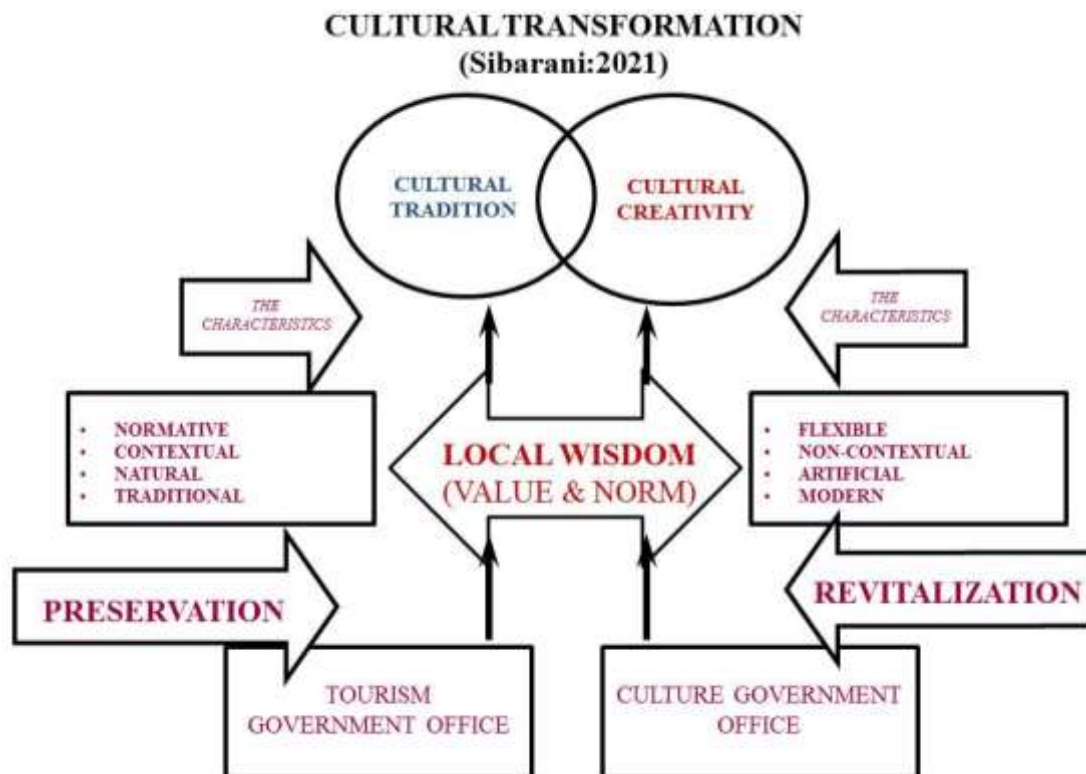 CULTURAL TRANSFORMATION
(Sibarani:2021)
CULTURAL
TRADITION
CULTURAL
CREATIVITY
THE
CHARACTERISTICS
THE
CHARACTERISTICS
• NORMATIVE
• CONTEXTUAL
• NATURAL
• TRADITIONAL
LOCAL WISDOM
(VALUE & NORM)
• FLEXIBLE
• NON-CONTEXTUAL
• ARTIFICIAL
• MODERN
PRESERVATION
REVITALIZATION
TOURISM
GOVERNMENT OFFICE
CULTURE GOVERNMENT
OFFICE